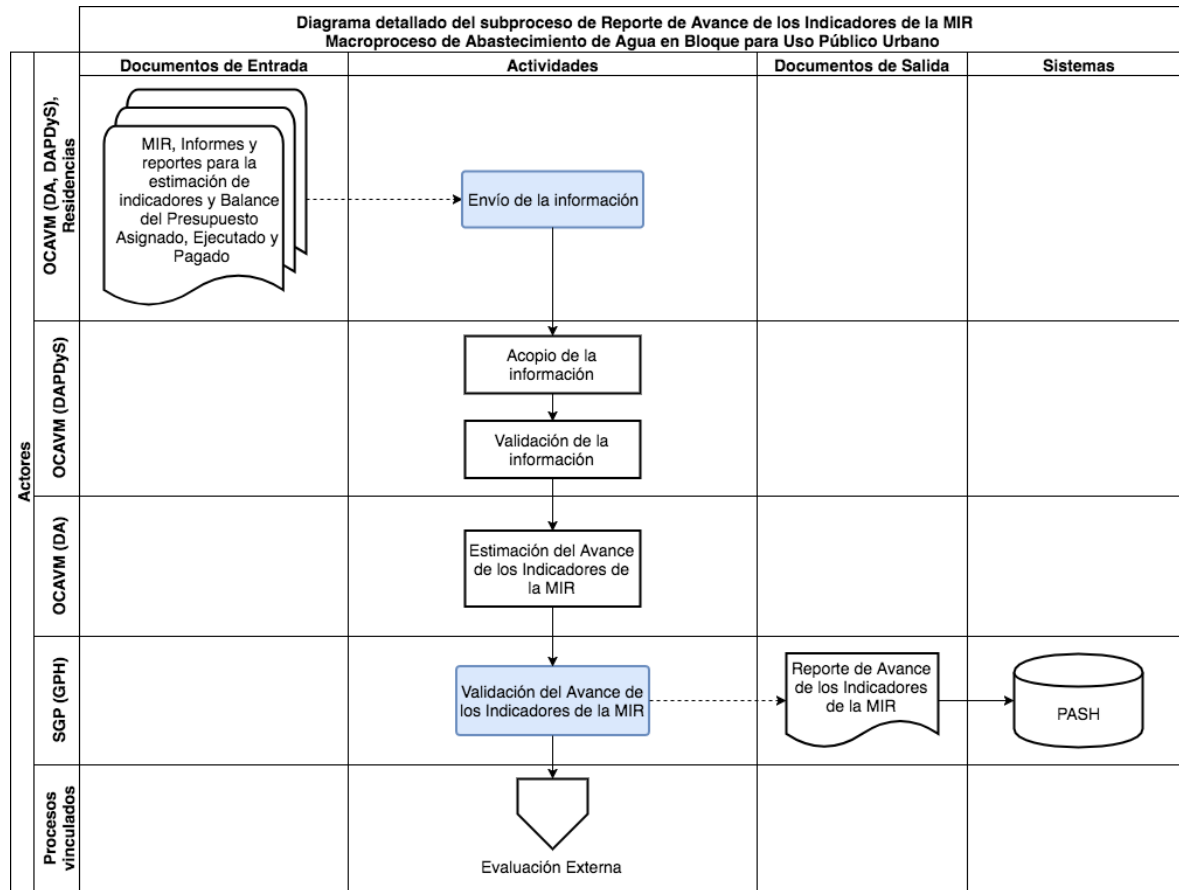 Diagrama detallado del subproceso de Reporte de Avance de los Indicadores de la MIR
Macroproceso de Abastecimiento de Agua en Bloque para Uso Público Urbano
Documentos de Entrada
Actividades
Documentos de Salida
Sistemas
Actores
OCAVM (DA, DAPDyS),
Residencias
MIR, Informes y
reportes para la
estimación de
indicadores y Balance
del Presupuesto
Asignado, Ejecutado y
Pagado
Envío de la información
OCAVM (DAPDyS)
Acopio de la
información
Validación de la
información
OCAVM (DA)
Estimación del Avance
de los Indicadores de
la MIR
SGP (GPH)
Validación del Avance de
los Indicadores de la MIR
Reporte de Avance
de los Indicadores
de la MIR
PASH
Procesos
vinculados
Evaluación Externa